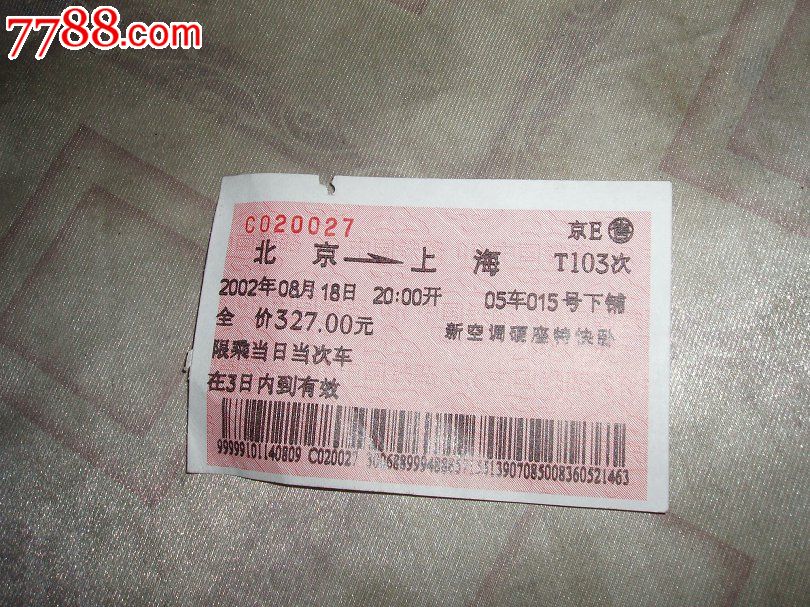 7788.com
C020027 京E 售
北京 → 上海 T103次
2002年08月18日 20:00开 05车015号下铺
全 价327.00元 新空调硬座特快卧
限乘当日当次车
在3日内到有效
99999101140809 C020027